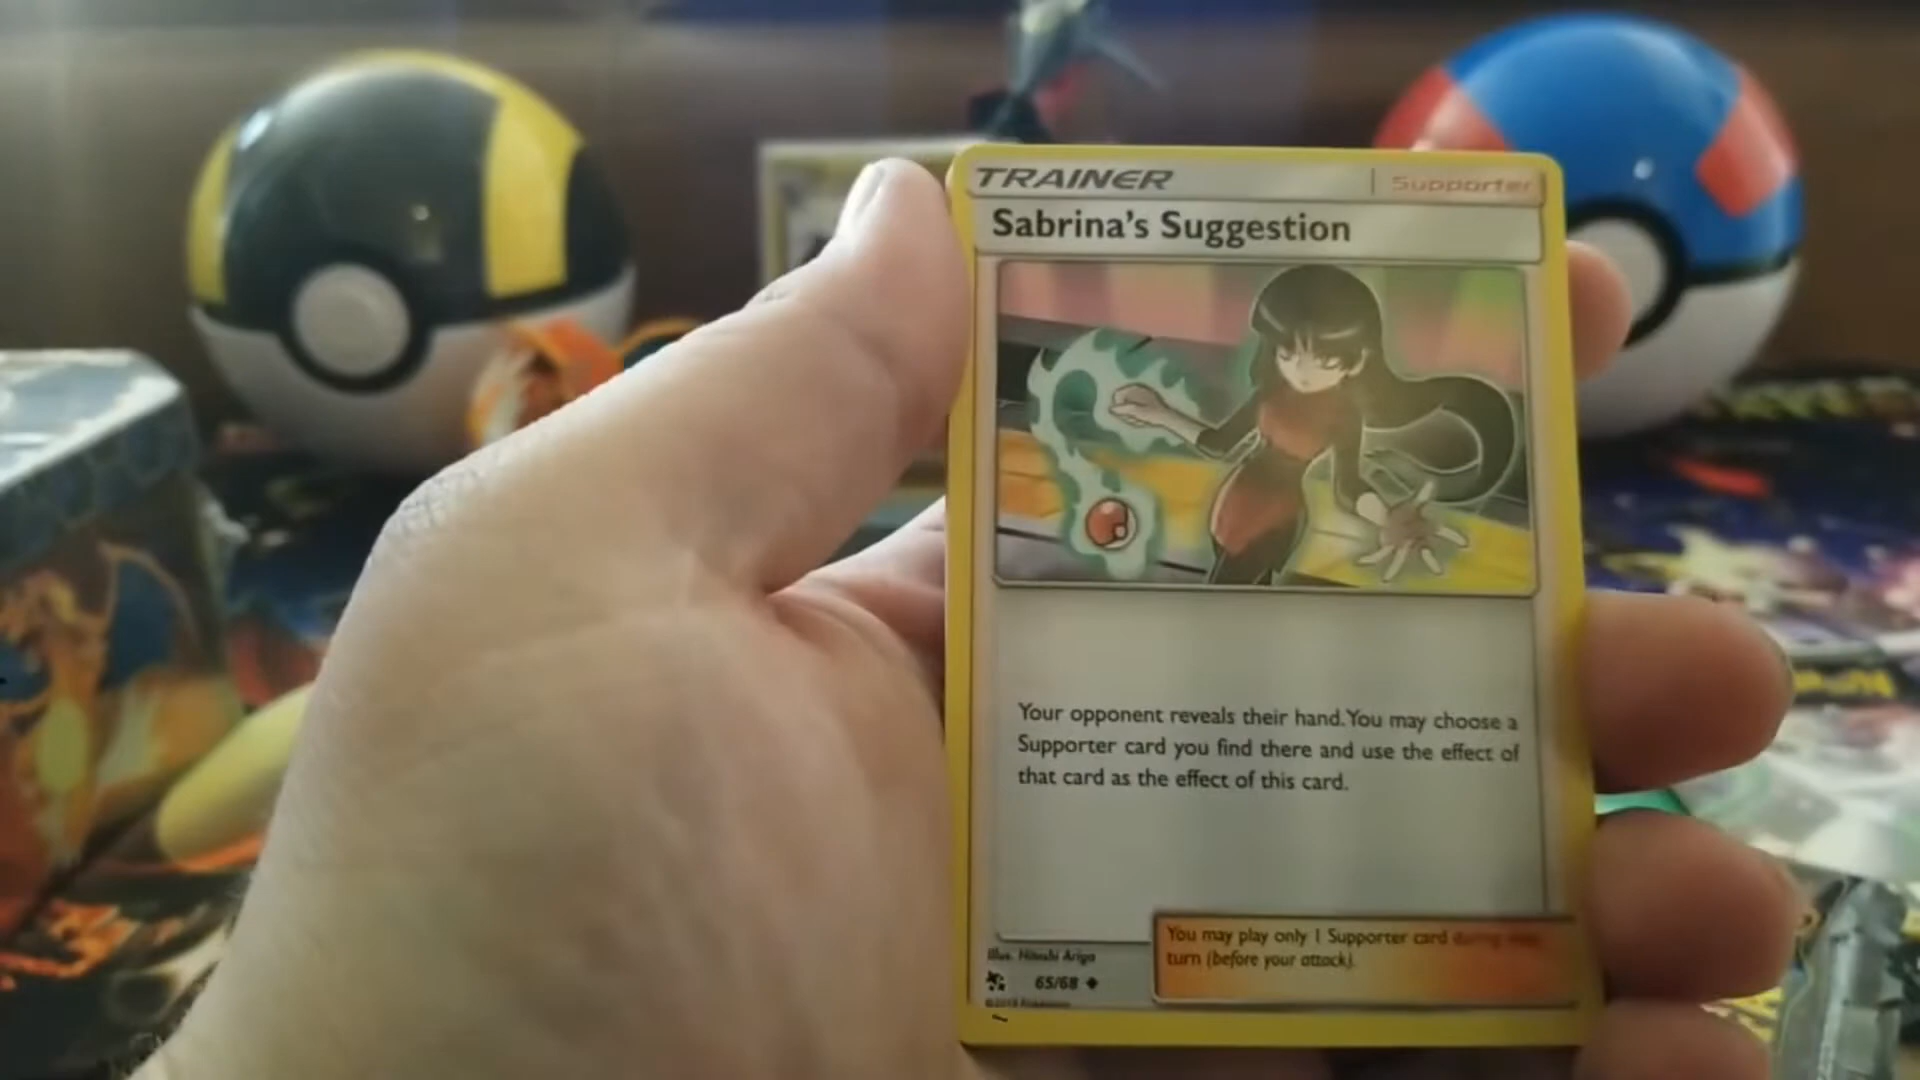 TRAINER
Supporter
Sabrina's Suggestion
Your opponent reveals their hand. You may choose a
Supporter card you find there and use the effect of
that card as the effect of this card.
You may play only 1 Supporter card during your
turn (before your attack).
Illus. Hitoshi Ariga
65/68